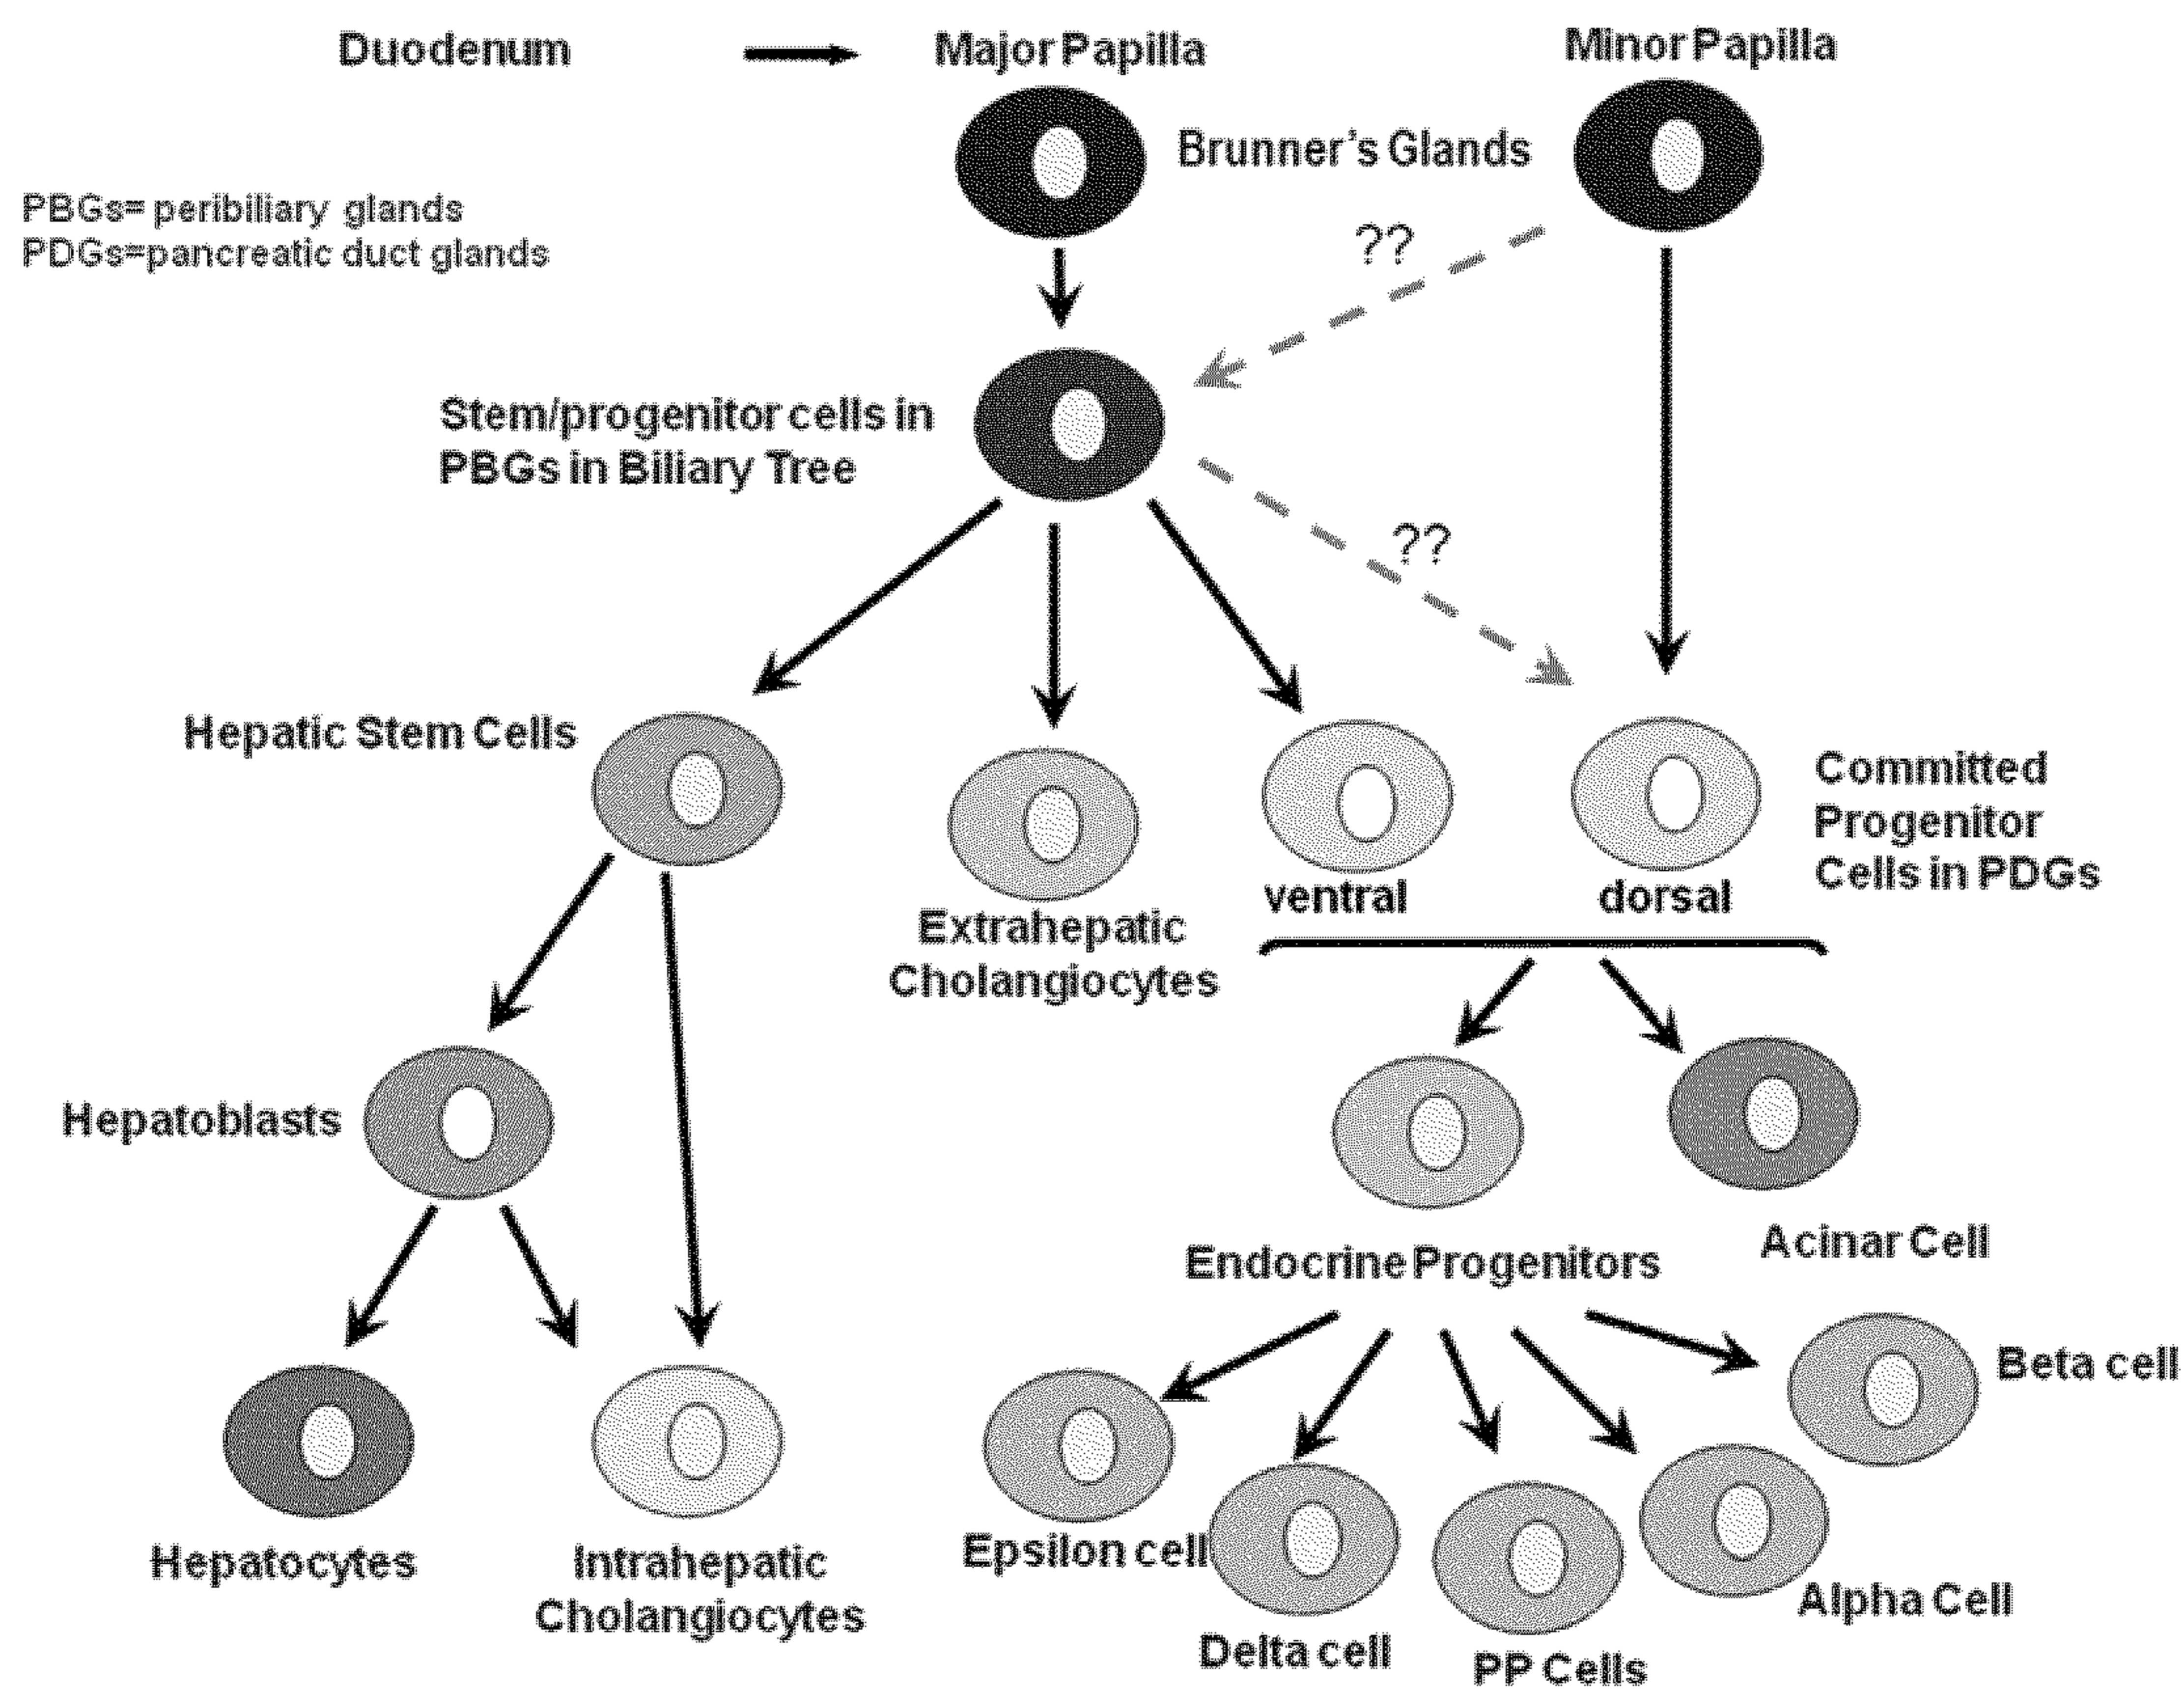 Duodenum
Major Papilla
Minor Papilla
Brunner's Glands
PBGs= peribiliary glands
PDGs=pancreatic duct glands
??
Stem/progenitor cells in
PBGs in Biliary Tree
??
Hepatic Stem Cells
Extrahepatic
Cholangiocytes
ventral
dorsal
Committed
Progenitor
Cells in PDGs
Hepatoblasts
Endocrine Progenitors
Acinar Cell
Beta cell
Hepatocytes
Intrahepatic
Cholangiocytes
Epsilon cell
Delta cell
PP Cells
Alpha Cell